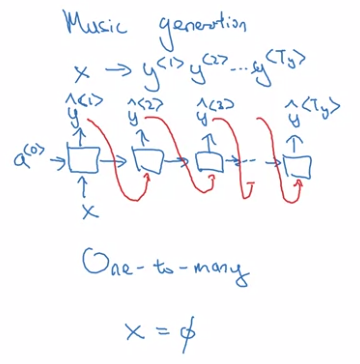 Music generation
x → y<1> y<2> ... y<Ty>
ŷ<1> ŷ<2> ŷ<3> ŷ<Ty>
a<0> → → → → ... →
x
One-to-many
x = ϕ